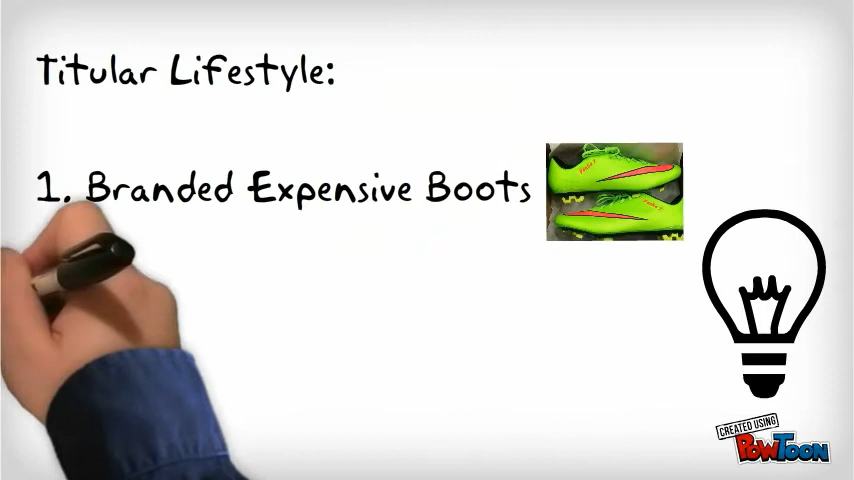 Titular Lifestyle:
1. Branded Expensive Boots
CREATED USING
POWTOON